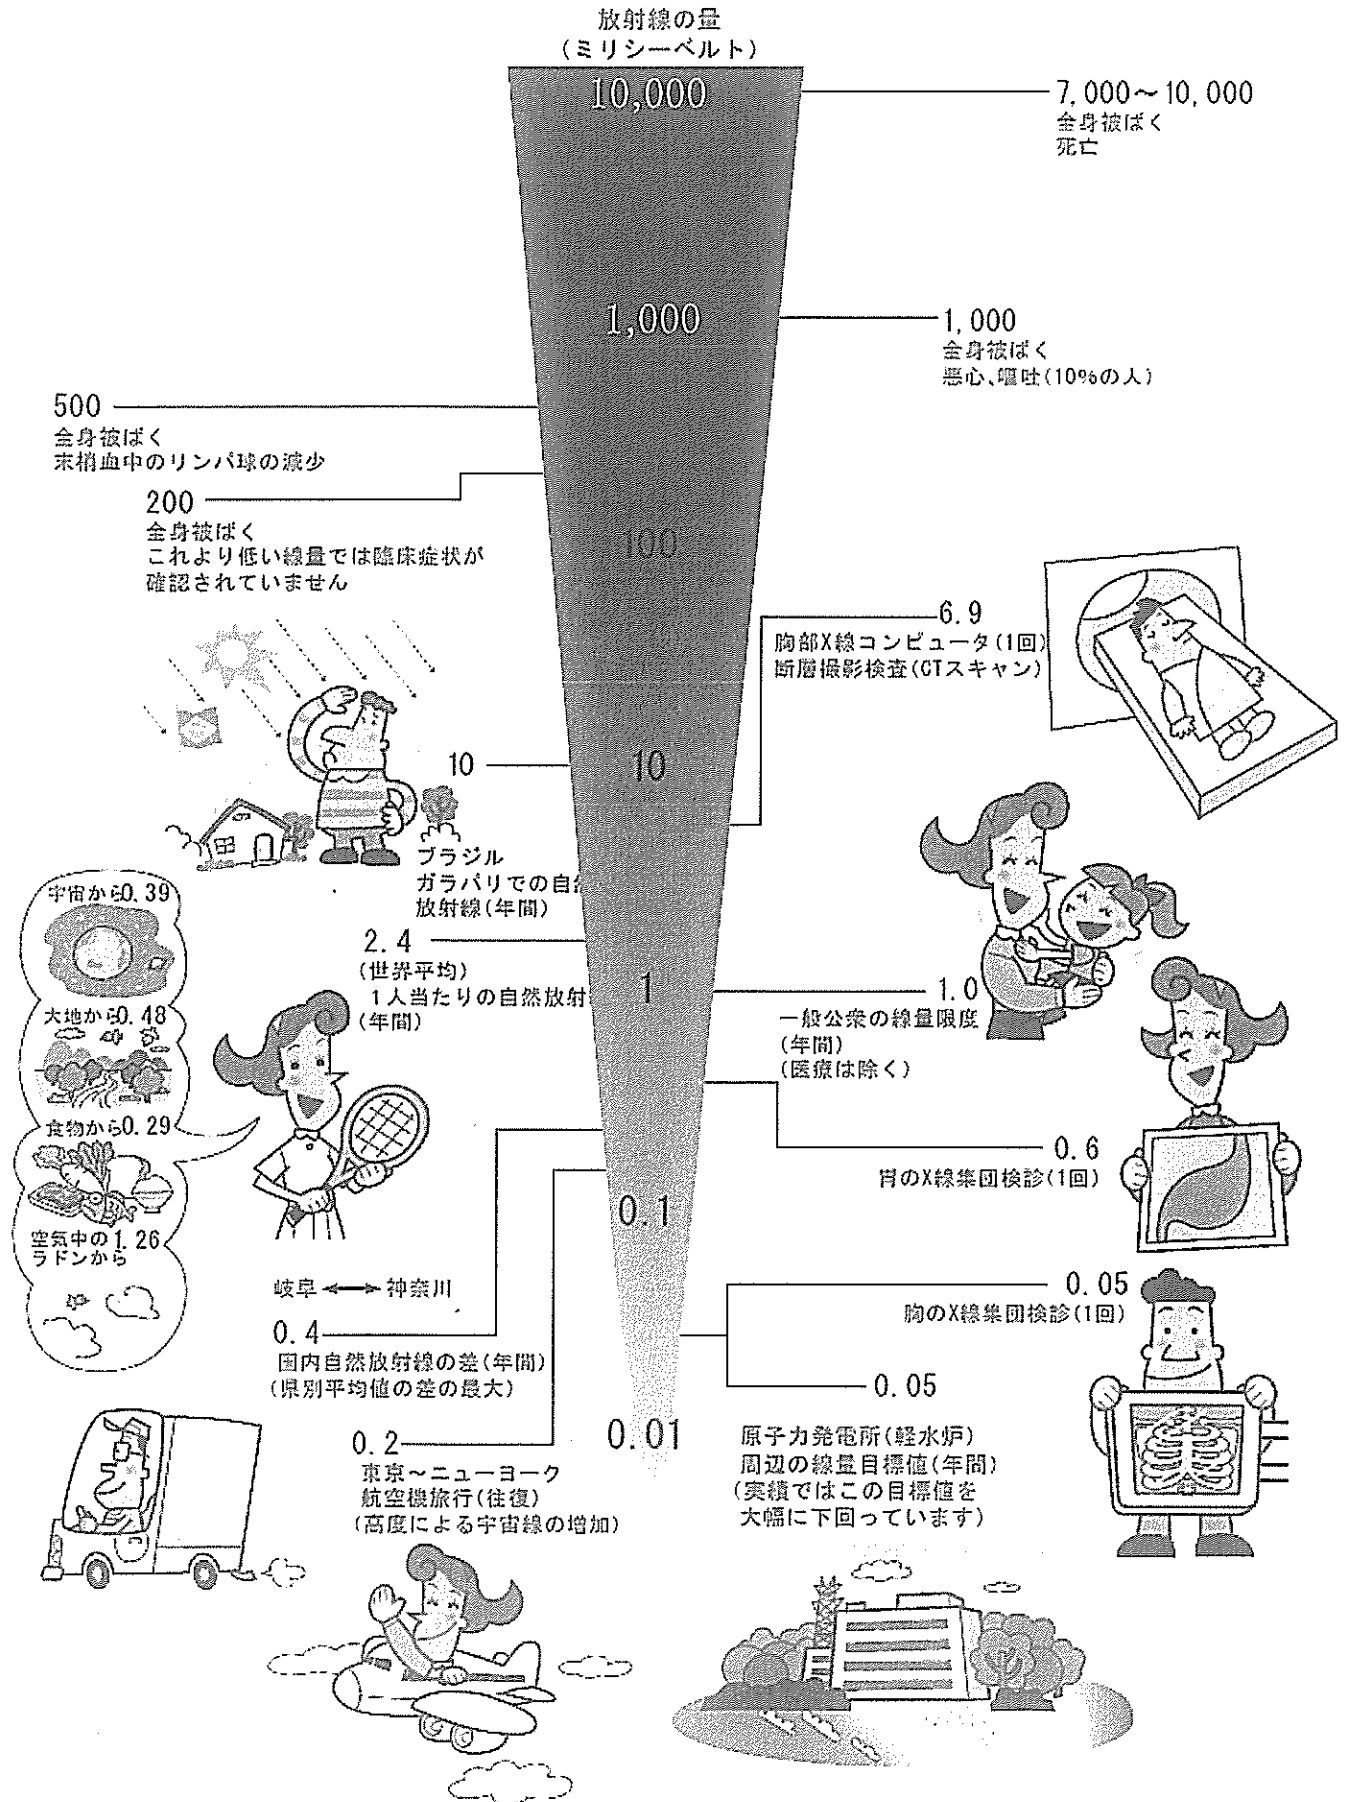 放射線の量
(ミリシーベルト)
10,000
7,000～10,000
全身被ばく
死亡
1,000
1,000
全身被ばく
悪心、嘔吐(10%の人)
500
全身被ばく
末梢血中のリンパ球の減少
200
全身被ばく
これより低い線量では臨床症状が
確認されていません
100
6.9
胸部X線コンピュータ(1回)
断層撮影検査(CTスキャン)
10
10
ブラジル
ガラパリでの自然
放射線(年間)
2.4
(世界平均)
1人当たりの自然放射
(年間)
宇宙から0.39
大地から0.48
食物から0.29
空気中の1.26
ラドンから
1
1.0
一般公衆の線量限度
(年間)
(医療は除く)
0.6
胃のX線集団検診(1回)
0.1
岐阜 ⟷ 神奈川
0.4
国内自然放射線の差(年間)
(県別平均値の差の最大)
0.05
胸のX線集団検診(1回)
0.05
原子力発電所(軽水炉)
周辺の線量目標値(年間)
(実績ではこの目標値を
大幅に下回っています)
0.01
0.2
東京～ニューヨーク
航空機旅行(往復)
(高度による宇宙線の増加)